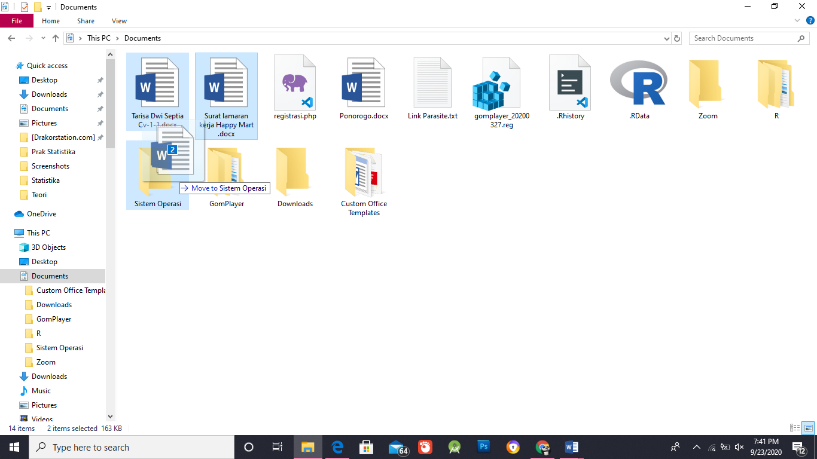 Documents
File
Home
Share
View
This PC
Documents
Search Documents
Quick access
Desktop
Downloads
Documents
Pictures
[Drakorstation.com]
Prak Statistika
Screenshots
Statistika
Teori
OneDrive
This PC
3D Objects
Desktop
Documents
Custom Office Templa
Downloads
GomPlayer
R
Sistem Operasi
Zoom
Downloads
Music
Pictures
Videos
Tarisa Dwi Septia
Cv-1-3.docx
Surat lamaran
kerja Happy Mart
.docx
registrasi.php
Ponorogo.docx
Link Parasite.txt
gomplayer_20200
327.reg
.Rhistory
.RData
Zoom
R
2
Move to Sistem Operasi
Sistem Operasi
GomPlayer
Downloads
Custom Office
Templates
14 items
2 items selected 163 KB
Type here to search
64
7:41 PM
9/23/2020
12